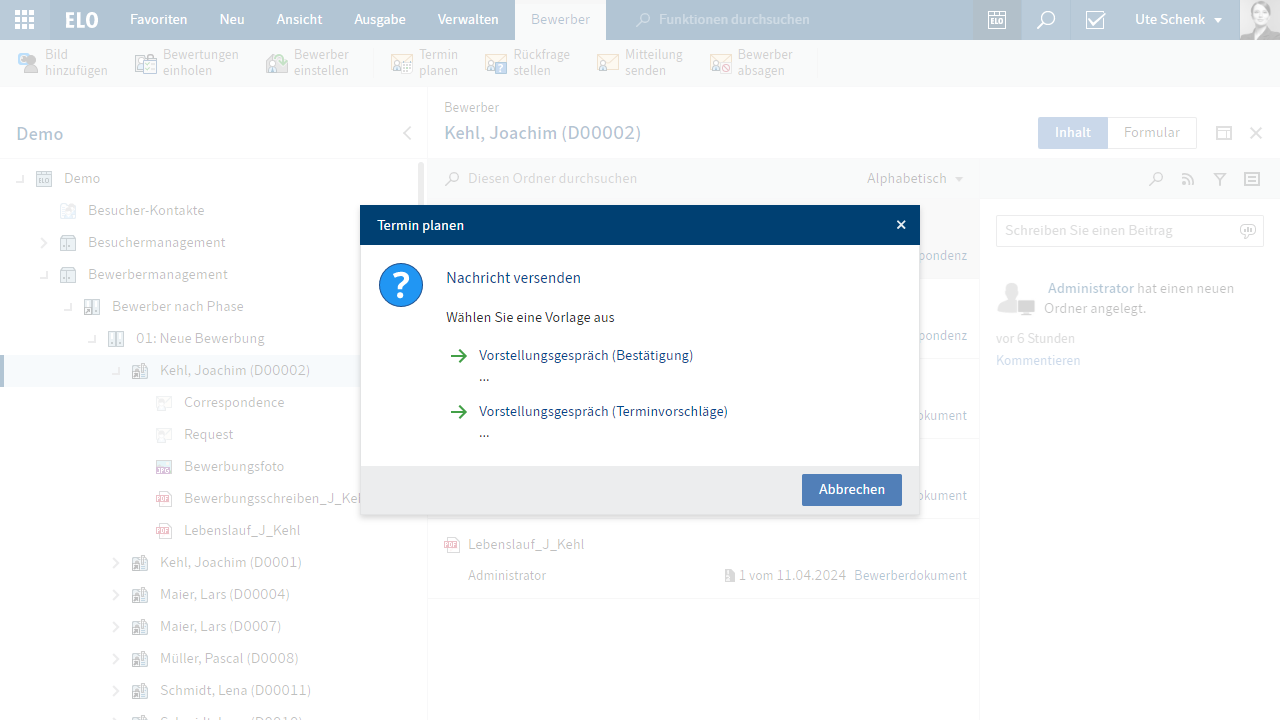 ELO
Favoriten
Neu
Ansicht
Ausgabe
Verwalten
Bewerber
Funktionen durchsuchen
ELO
Ute Schenk
Bild
hinzufügen
Bewertungen
einholen
Bewerber
einstellen
Termin
planen
Rückfrage
stellen
Mitteilung
senden
Bewerber
absagen
Demo
Bewerber
Kehl, Joachim (D00002)
Inhalt
Formular
Demo
Besucher-Kontakte
Besuchermanagement
Bewerbermanagement
Bewerber nach Phase
01: Neue Bewerbung
Kehl, Joachim (D00002)
Correspondence
Request
Bewerbungsfoto
Bewerbungsschreiben_J_Keh
Lebenslauf_J_Kehl
Kehl, Joachim (D0001)
Maier, Lars (D00004)
Maier, Lars (D0007)
Müller, Pascal (D0008)
Schmidt, Lena (D00011)
Diesen Ordner durchsuchen
Alphabetisch
pondenz
pondenz
okument
okument
Lebenslauf_J_Kehl
Administrator
1 vom 11.04.2024
Bewerberdokument
Schreiben Sie einen Beitrag
Administrator hat einen neuen
Ordner angelegt.
vor 6 Stunden
Kommentieren
Termin planen
Nachricht versenden
Wählen Sie eine Vorlage aus
Vorstellungsgespräch (Bestätigung)
...
Vorstellungsgespräch (Terminvorschläge)
...
Abbrechen